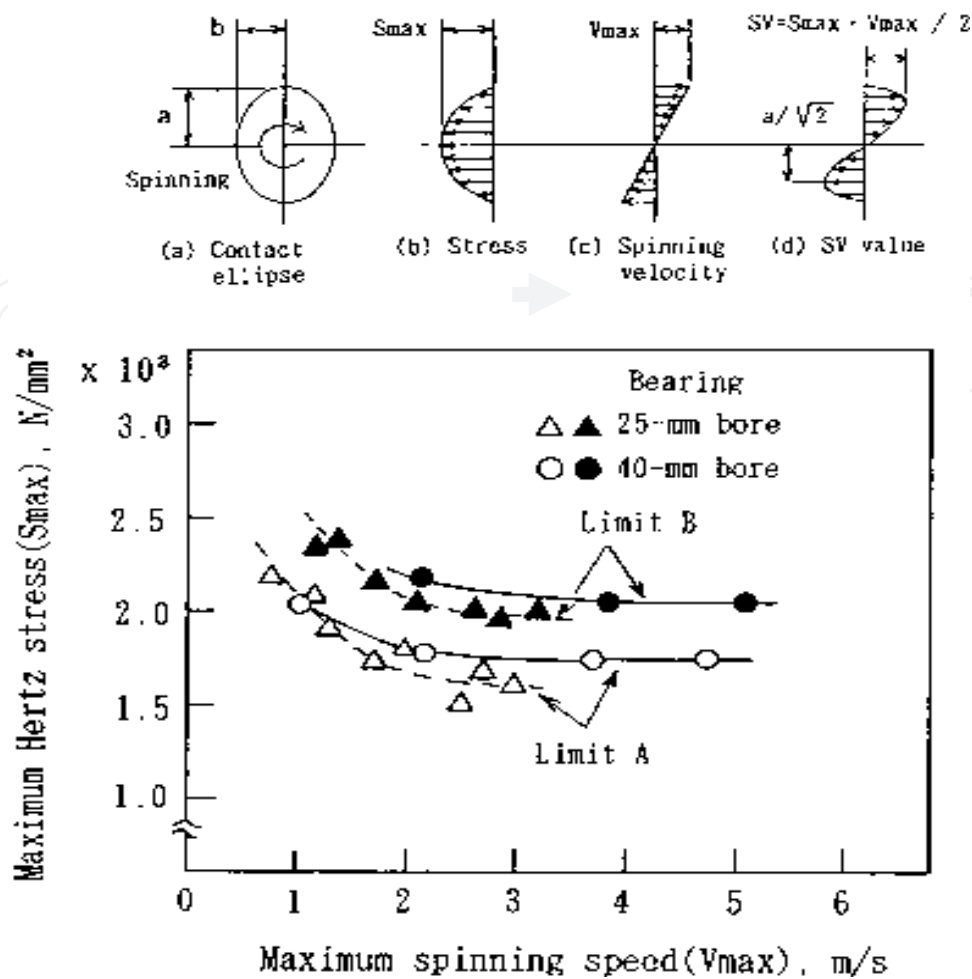 b
Smax
Vmax
SV=Smax · Vmax / 2
a
a/√2
Spinning
(a) Contact ellipse
(b) Stress
(c) Spinning velocity
(d) SV value
Maximum Hertz stress(Smax), N/mm²
x 10³
3.0
2.5
2.0
1.5
1.0
Bearing
△ ▲ 25-mm bore
○ ● 40-mm bore
Limit B
Limit A
0 1 2 3 4 5 6
Maximum spinning speed(Vmax), m/s